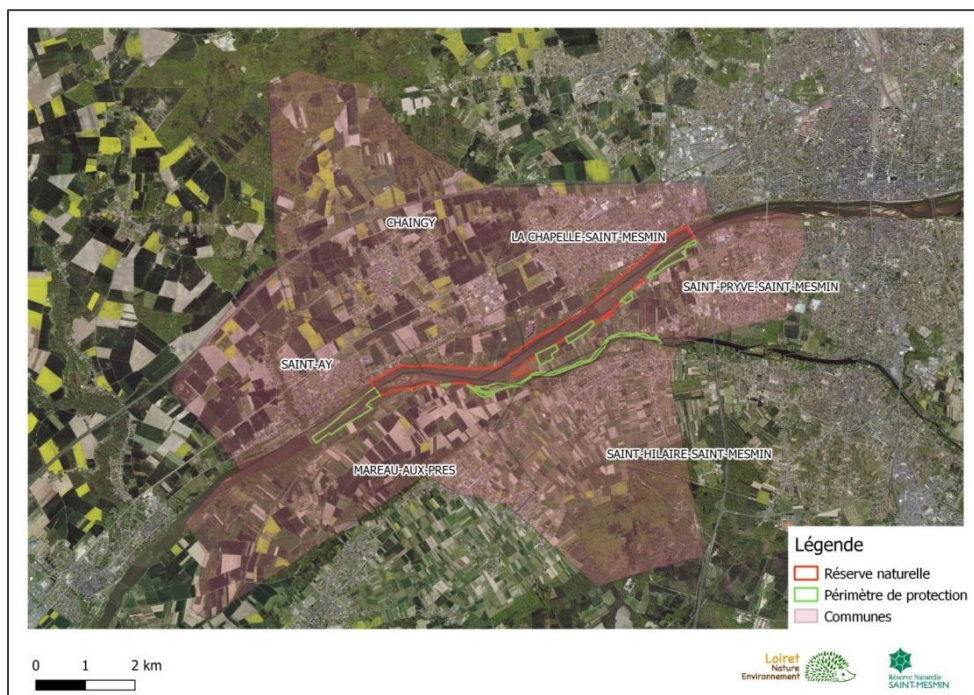 CHAINGY
LA CHAPELLE-SAINT-MESMIN
SAINT-PRYVE-SAINT-MESMIN
SAINT-AY
SAINT-HILAIRE-SAINT-MESMIN
MAREAU-AUX-PRES
Légende
Réserve naturelle
Périmètre de protection
Communes
0 1 2 km
Loiret
Nature
Environnement
Réserve Naturelle
SAINT-MESMIN